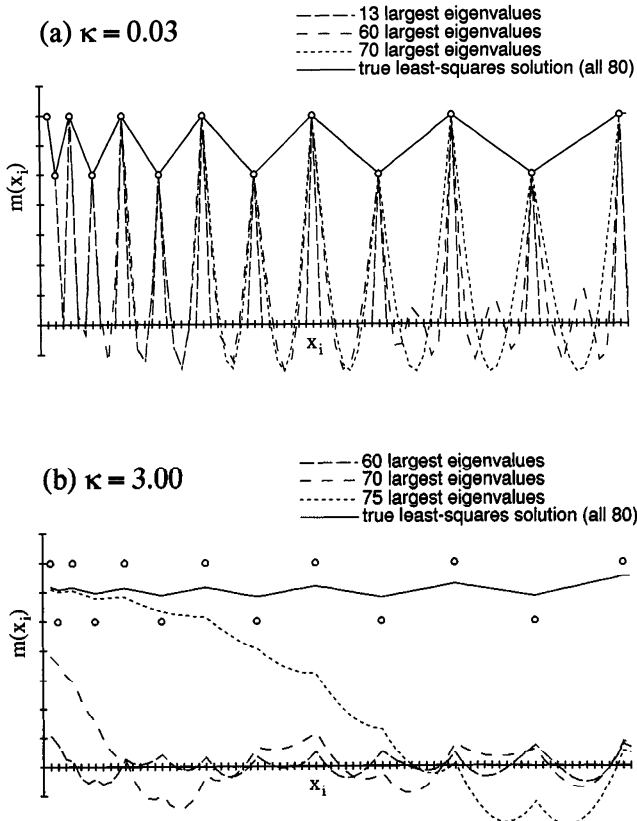 (a) κ = 0.03
13 largest eigenvalues
60 largest eigenvalues
70 largest eigenvalues
true least-squares solution (all 80)
m(xᵢ)
xᵢ
(b) κ = 3.00
60 largest eigenvalues
70 largest eigenvalues
75 largest eigenvalues
true least-squares solution (all 80)
m(xᵢ)
xᵢ